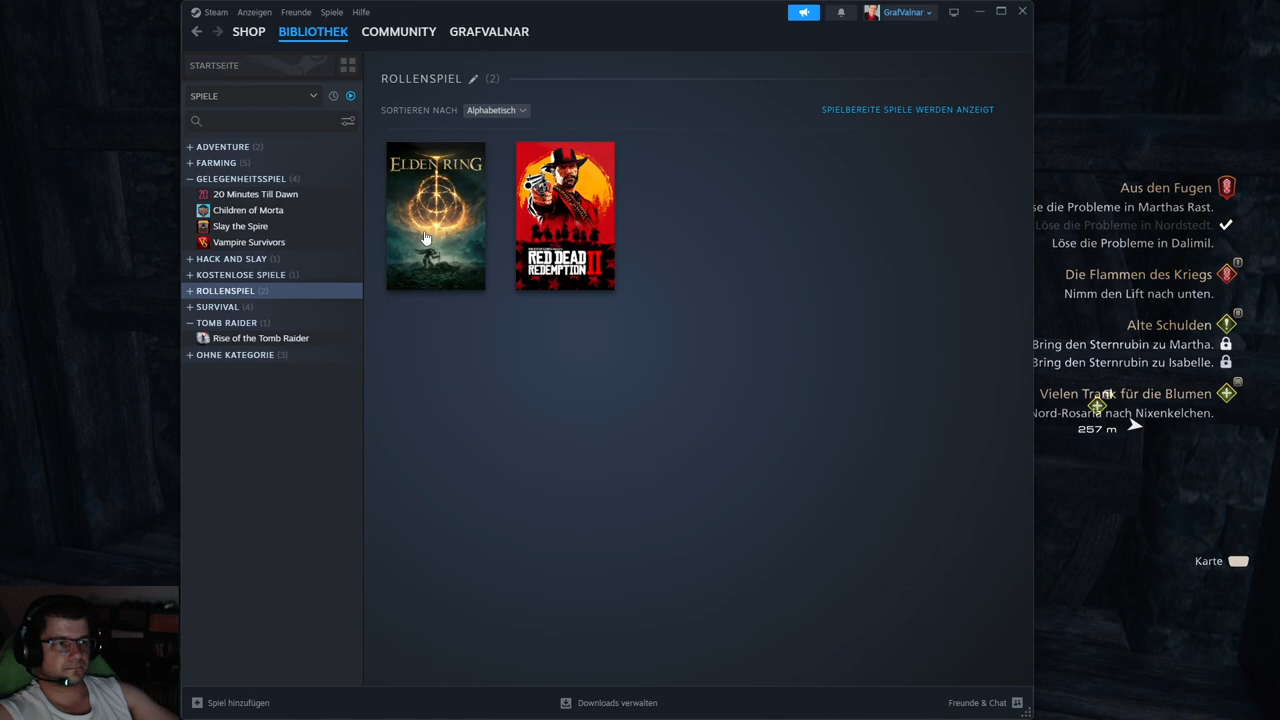 Steam Anzeigen Freunde Spiele Hilfe
GrafValnar
SHOP BIBLIOTHEK COMMUNITY GRAFVALNAR
STARTSEITE
SPIELE
ADVENTURE (2)
FARMING (5)
GELEGENHEITSSPIEL (4)
20 Minutes Till Dawn
Children of Morta
Slay the Spire
Vampire Survivors
HACK AND SLAY (1)
KOSTENLOSE SPIELE (1)
ROLLENSPIEL (2)
SURVIVAL (4)
TOMB RAIDER (1)
Rise of the Tomb Raider
OHNE KATEGORIE (3)
ROLLENSPIEL (2)
SORTIEREN NACH Alphabetisch
SPIELBEREITE SPIELE WERDEN ANZEIGT
ELDEN RING
RED DEAD
REDEMPTION II
Aus den Fugen
se die Probleme in Marthas Rast.
Löse die Probleme in Nordstedt.
Löse die Probleme in Dalimil.
Die Flammen des Kriegs
Nimm den Lift nach unten.
Alte Schulden
Bring den Sternrubin zu Martha.
Bring den Sternrubin zu Isabelle.
Vielen Trank für die Blumen
Nord-Rosaria nach Nixenkelchen.
257 m
Karte
Spiel hinzufügen
Downloads verwalten
Freunde & Chat